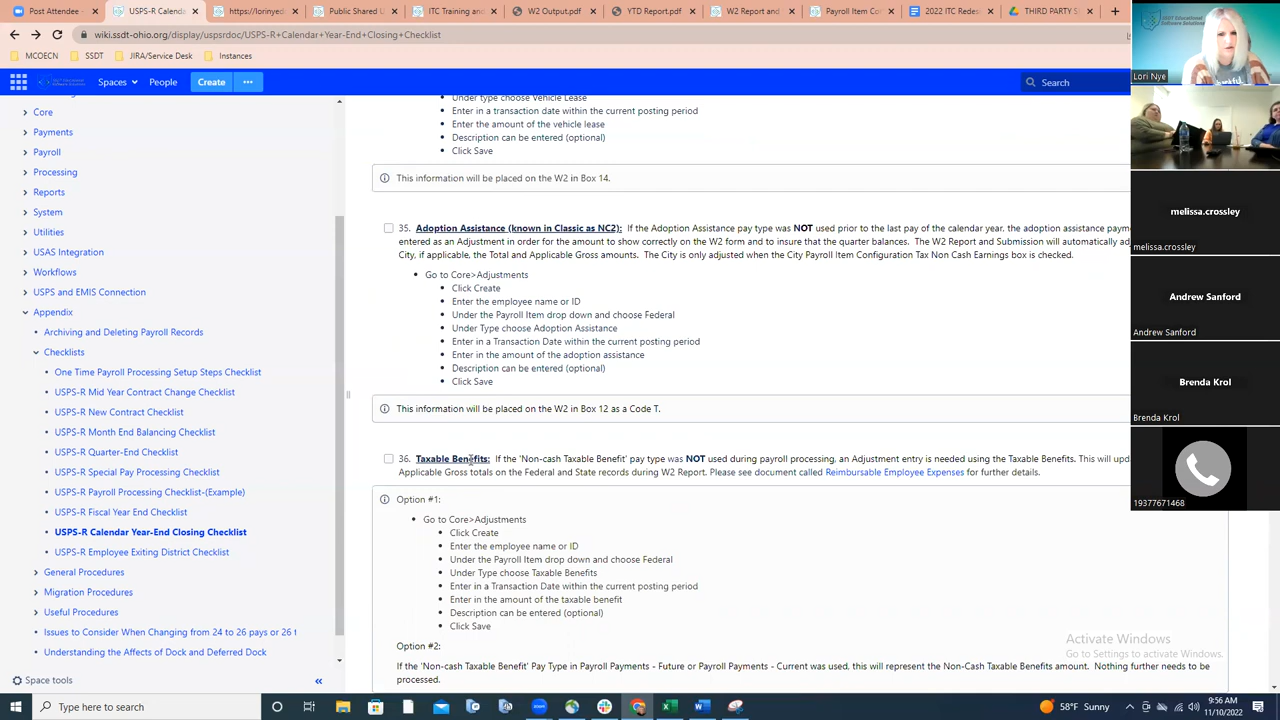 Zoom
USPS-R Calendar Ye
https://lorinyed
Public Shared U
ITC Training and
W2 Output.pdf
YTD Report.pdf
W2 Report and
Payroll Item Co
2022 ITC Redes
THIRD PARTY S
wiki.ssdt-ohio.org/display/uspsrdoc/USPS-R+Calendar+Year-End+Closing+Checklist
MCOECN
SSDT
JIRA/Service Desk
Instances
Spaces
People
Create
Search
Core
Payments
Payroll
Processing
Reports
System
Utilities
USAS Integration
Workflows
USPS and EMIS Connection
Appendix
Archiving and Deleting Payroll Records
Checklists
One Time Payroll Processing Setup Steps Checklist
USPS-R Mid Year Contract Change Checklist
USPS-R New Contract Checklist
USPS-R Month End Balancing Checklist
USPS-R Quarter-End Checklist
USPS-R Special Pay Processing Checklist
USPS-R Payroll Processing Checklist-(Example)
USPS-R Fiscal Year End Checklist
USPS-R Calendar Year-End Closing Checklist
USPS-R Employee Exiting District Checklist
General Procedures
Migration Procedures
Useful Procedures
Issues to Consider When Changing from 24 to 26 pays or 26 t
Understanding the Affects of Dock and Deferred Dock
Space tools
Under type choose Vehicle Lease
Enter in a transaction date within the current posting period
Enter the amount of the vehicle lease
Description can be entered (optional)
Click Save
This information will be placed on the W2 in Box 14.
35. Adoption Assistance (known in Classic as NC2): If the Adoption Assistance pay type was NOT used prior to the last pay of the calendar year, the adoption assistance payme
entered as an Adjustment in order for the amount to show correctly on the W2 form and to insure that the quarter balances. The W2 Report and Submission will automatically adj
City, if applicable, the Total and Applicable Gross amounts. The City is only adjusted when the City Payroll Item Configuration Tax Non Cash Earnings box is checked.
Go to Core>Adjustments
Click Create
Enter the employee name or ID
Under the Payroll Item drop down and choose Federal
Under Type choose Adoption Assistance
Enter in a Transaction Date within the current posting period
Enter in the amount of the adoption assistance
Description can be entered (optional)
Click Save
This information will be placed on the W2 in Box 12 as a Code T.
36. Taxable Benefits: If the 'Non-cash Taxable Benefit' pay type was NOT used during payroll processing, an Adjustment entry is needed using the Taxable Benefits. This will upd
Applicable Gross totals on the Federal and State records during W2 Report. Please see document called Reimbursable Employee Expenses for further details.
Option #1:
Go to Core>Adjustments
Click Create
Enter the employee name or ID
Under the Payroll Item drop down and choose Federal
Under Type choose Taxable Benefits
Enter in a Transaction Date within the current posting period
Enter in the amount of the taxable benefit
Description can be entered (optional)
Click Save
Option #2:
If the 'Non-cash Taxable Benefit' Pay Type in Payroll Payments - Future or Payroll Payments - Current was used, this will represent the Non-Cash Taxable Benefits amount. Nothing further needs to be
processed.
Lori Nye
melissa.crossley
melissa.crossley
Andrew Sanford
Andrew Sanford
Brenda Krol
Brenda Krol
19377671468
Activate Windows
Go to Settings to activate Windows.
Type here to search
58°F Sunny
9:56 AM
11/10/2022